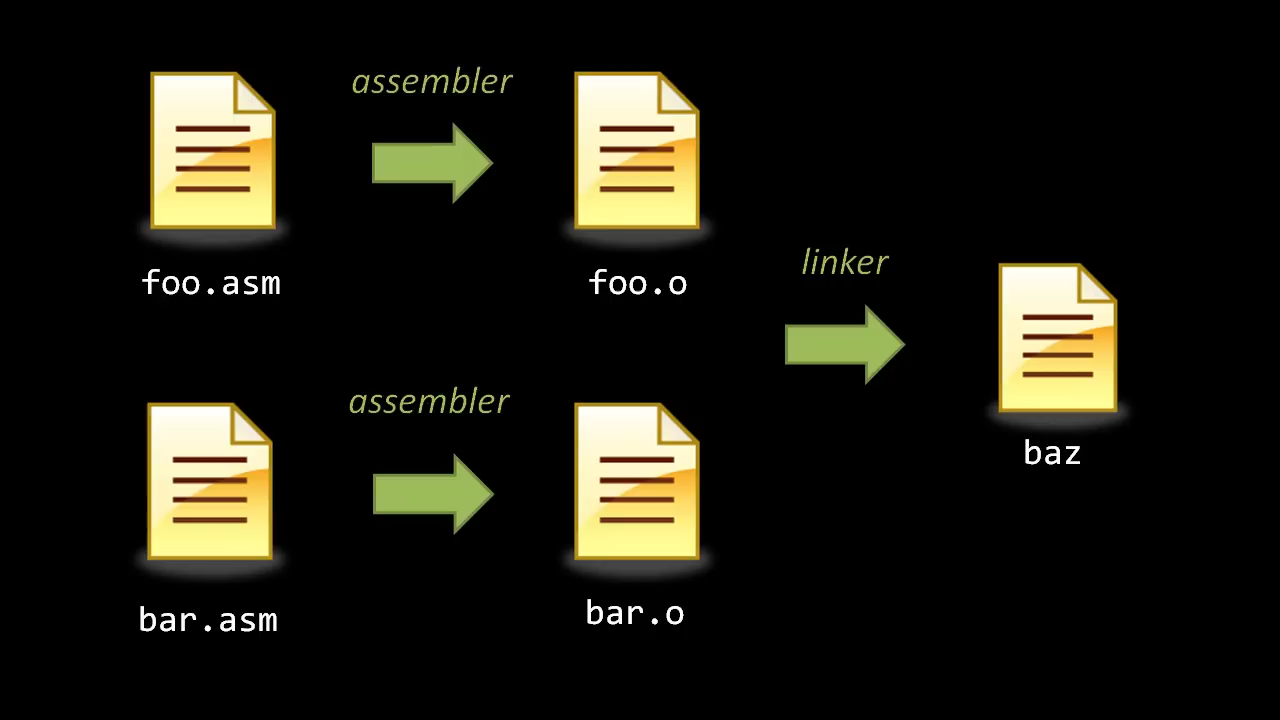 assembler
foo.asm
foo.o
linker
assembler
baz
bar.asm
bar.o